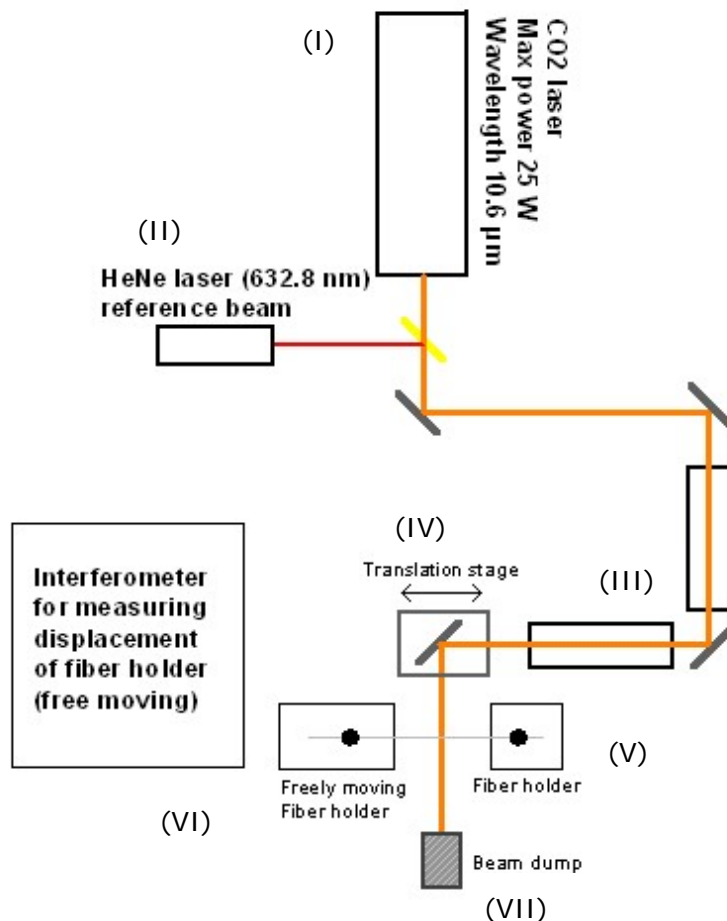 (I)
CO2 laser
Max power 25 W
Wavelength 10.6 µm
(II)
HeNe laser (632.8 nm)
reference beam
(IV)
Translation stage
(III)
Interferometer
for measuring
displacement
of fiber holder
(free moving)
(V)
Freely moving
Fiber holder
Fiber holder
(VI)
Beam dump
(VII)